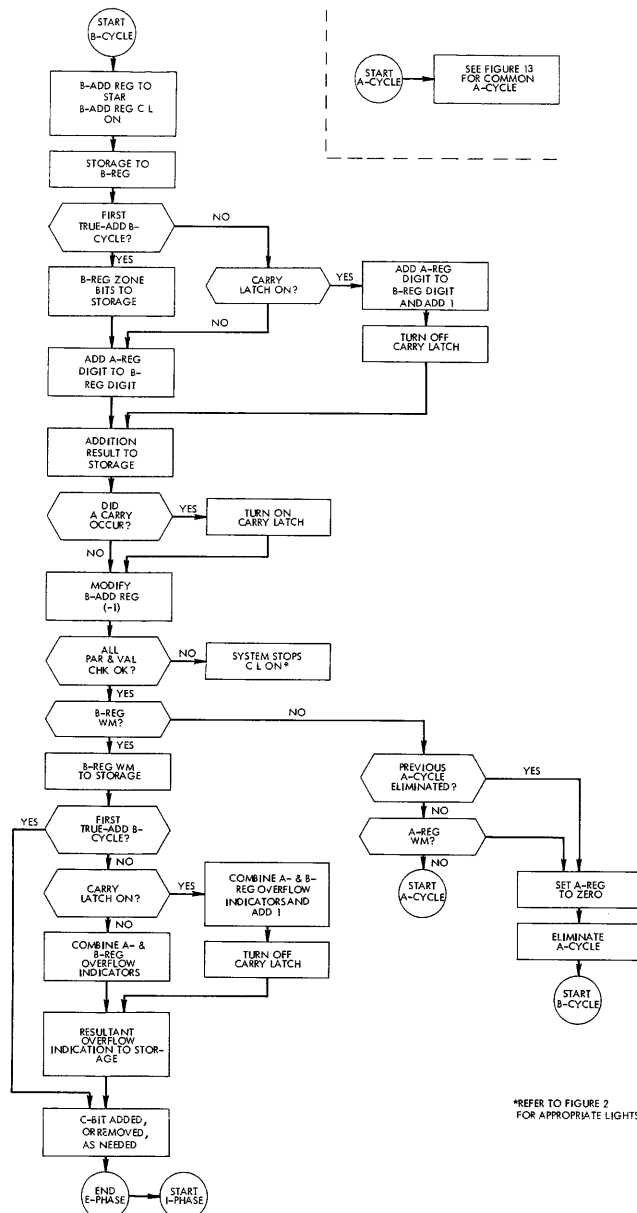 START
B-CYCLE
B-ADD REG TO
STAR
B-ADD REG C L
ON
STORAGE TO
B-REG
FIRST
TRUE-ADD B-
CYCLE?
NO
YES
B-REG ZONE
BITS TO
STORAGE
CARRY
LATCH ON?
YES
ADD A-REG
DIGIT TO
B-REG DIGIT
AND ADD 1
NO
TURN OFF
CARRY LATCH
ADD A-REG
DIGIT TO B-
REG DIGIT
ADDITION
RESULT TO
STORAGE
DID
A CARRY
OCCUR?
YES
TURN ON
CARRY LATCH
NO
MODIFY
B-ADD REG
(-1)
ALL
PAR & VAL
CHK OK?
NO
SYSTEM STOPS
C L ON*
YES
B-REG
WM?
NO
YES
B-REG WM
TO STORAGE
PREVIOUS
A-CYCLE
ELIMINATED?
YES
NO
YES
FIRST
TRUE-ADD B-
CYCLE?
NO
A-REG
WM?
NO
START
A-CYCLE
SET A-REG
TO ZERO
ELIMINATE
A-CYCLE
START
B-CYCLE
CARRY
LATCH ON?
YES
COMBINE A- & B-
REG OVERFLOW
INDICATORS AND
ADD 1
NO
COMBINE A- &
B-REG
OVERFLOW
INDICATORS
TURN OFF
CARRY LATCH
RESULTANT
OVERFLOW
INDICATION TO STOR-
AGE
C-BIT ADDED,
OR REMOVED,
AS NEEDED
END
E-PHASE
START
I-PHASE
START
A-CYCLE
SEE FIGURE 13
FOR COMMON
A-CYCLE
*REFER TO FIGURE 2
FOR APPROPRIATE LIGHTS